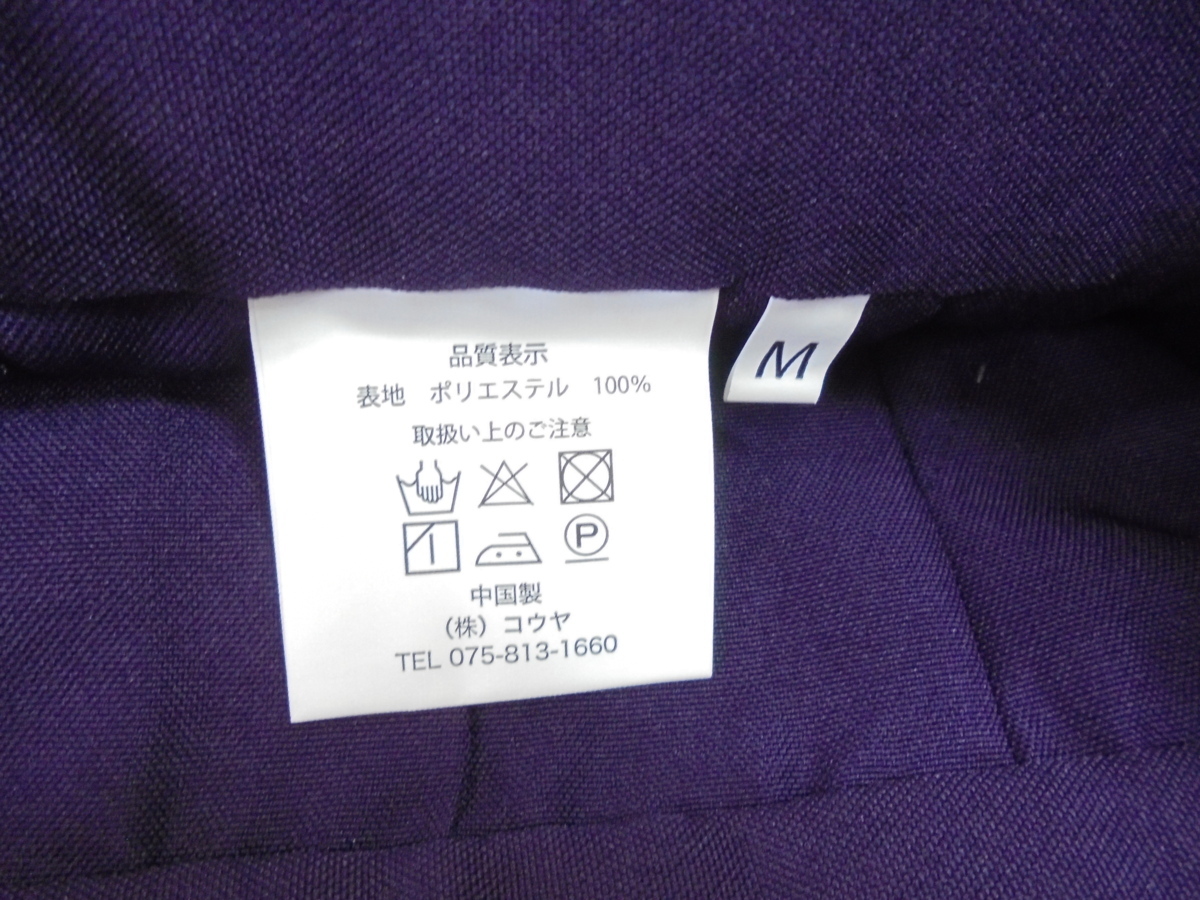 品質表示
表地　ポリエステル　100%
取扱い上のご注意
P
中国製
（株）コウヤ
TEL 075-813-1660
M